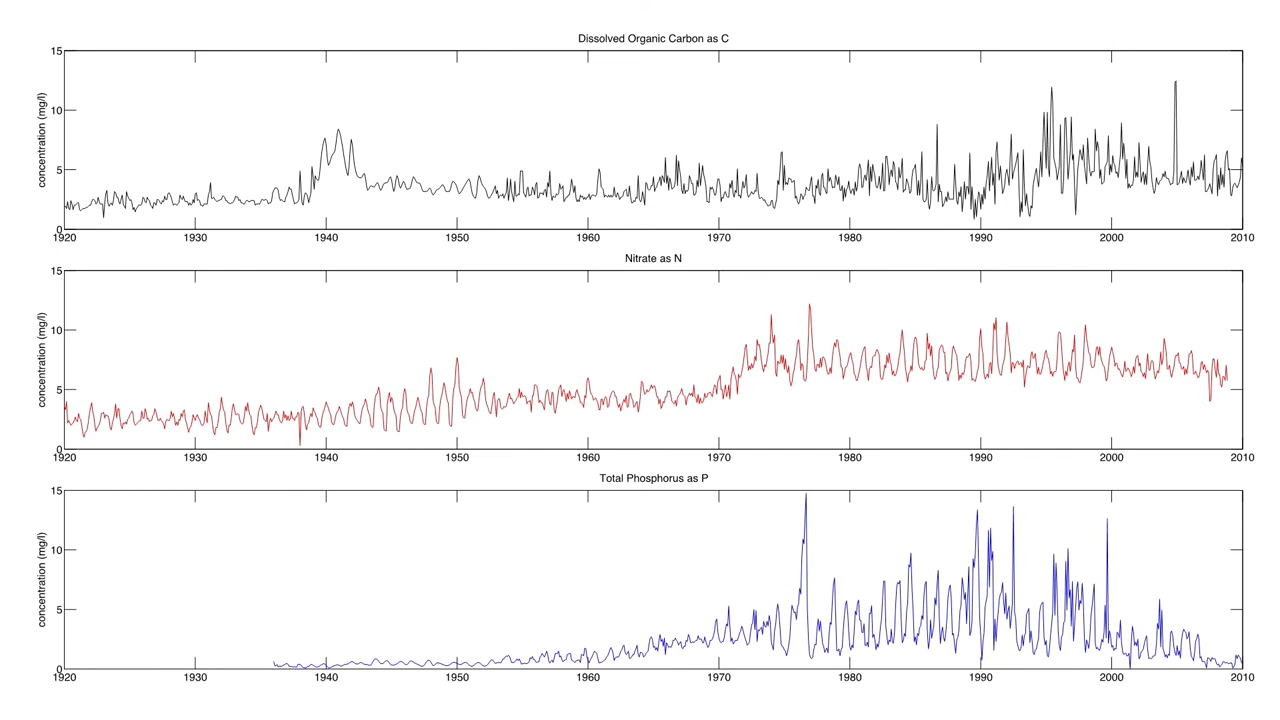 Dissolved Organic Carbon as C
15
10
5
0
concentration (mg/l)
1920 1930 1940 1950 1960 1970 1980 1990 2000 2010
Nitrate as N
15
10
5
0
concentration (mg/l)
1920 1930 1940 1950 1960 1970 1980 1990 2000 2010
Total Phosphorus as P
15
10
5
0
concentration (mg/l)
1920 1930 1940 1950 1960 1970 1980 1990 2000 2010